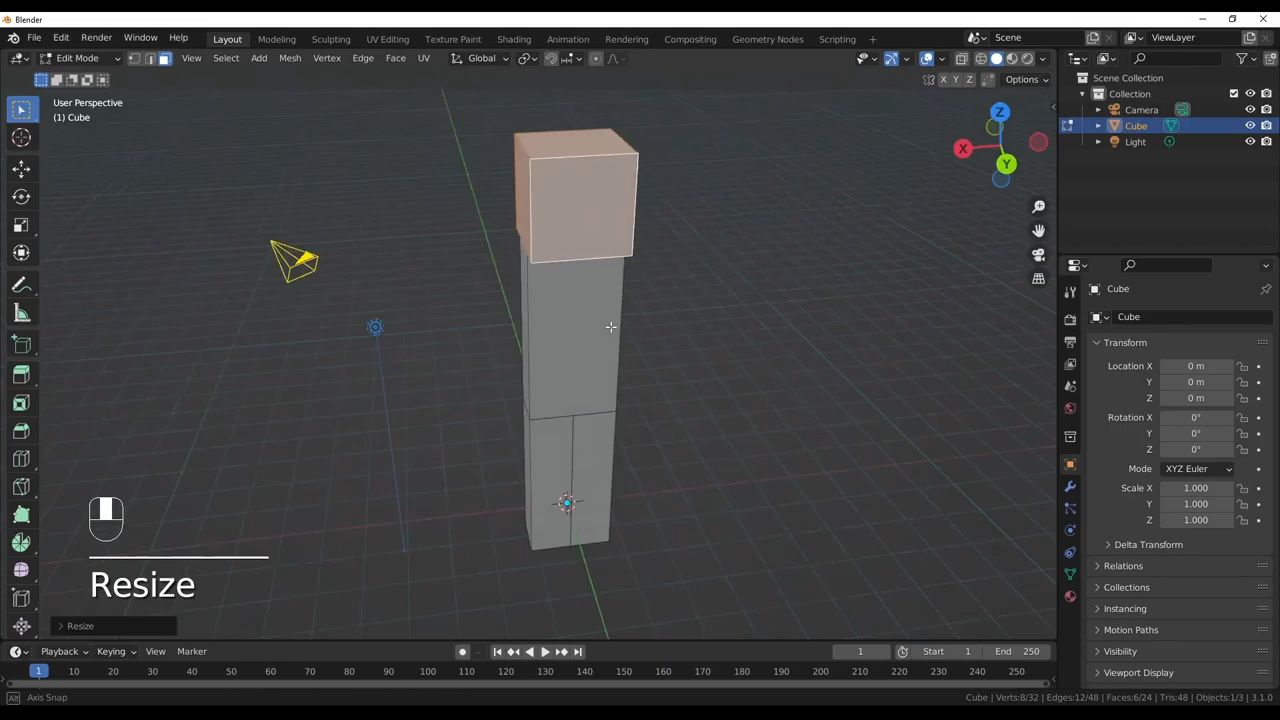 Blender
File Edit Render Window Help
Layout Modeling Sculpting UV Editing Texture Paint Shading Animation Rendering Compositing Geometry Nodes Scripting +
Scene
ViewLayer
Edit Mode
View Select Add Mesh Vertex Edge Face UV
Global
X Y Z
Options
User Perspective
(1) Cube
Z
X
Y
Resize
Resize
Scene Collection
Collection
Camera
Cube
Light
Cube
Cube
Transform
Location X 0 m
Y 0 m
Z 0 m
Rotation X 0°
Y 0°
Z 0°
Mode XYZ Euler
Scale X 1.000
Y 1.000
Z 1.000
Delta Transform
Relations
Collections
Instancing
Motion Paths
Visibility
Viewport Display
Playback Keying View Marker
1
Start 1
End 250
1 10 20 30 40 50 60 70 80 90 100 110 120 130 140 150 160 170 180 190 200 210 220 230 240 250
Alt Axis Snap
Cube | Verts:8/32 | Edges:12/48 | Faces:6/24 | Tris:48 | Objects:1/3 | 3.1.0